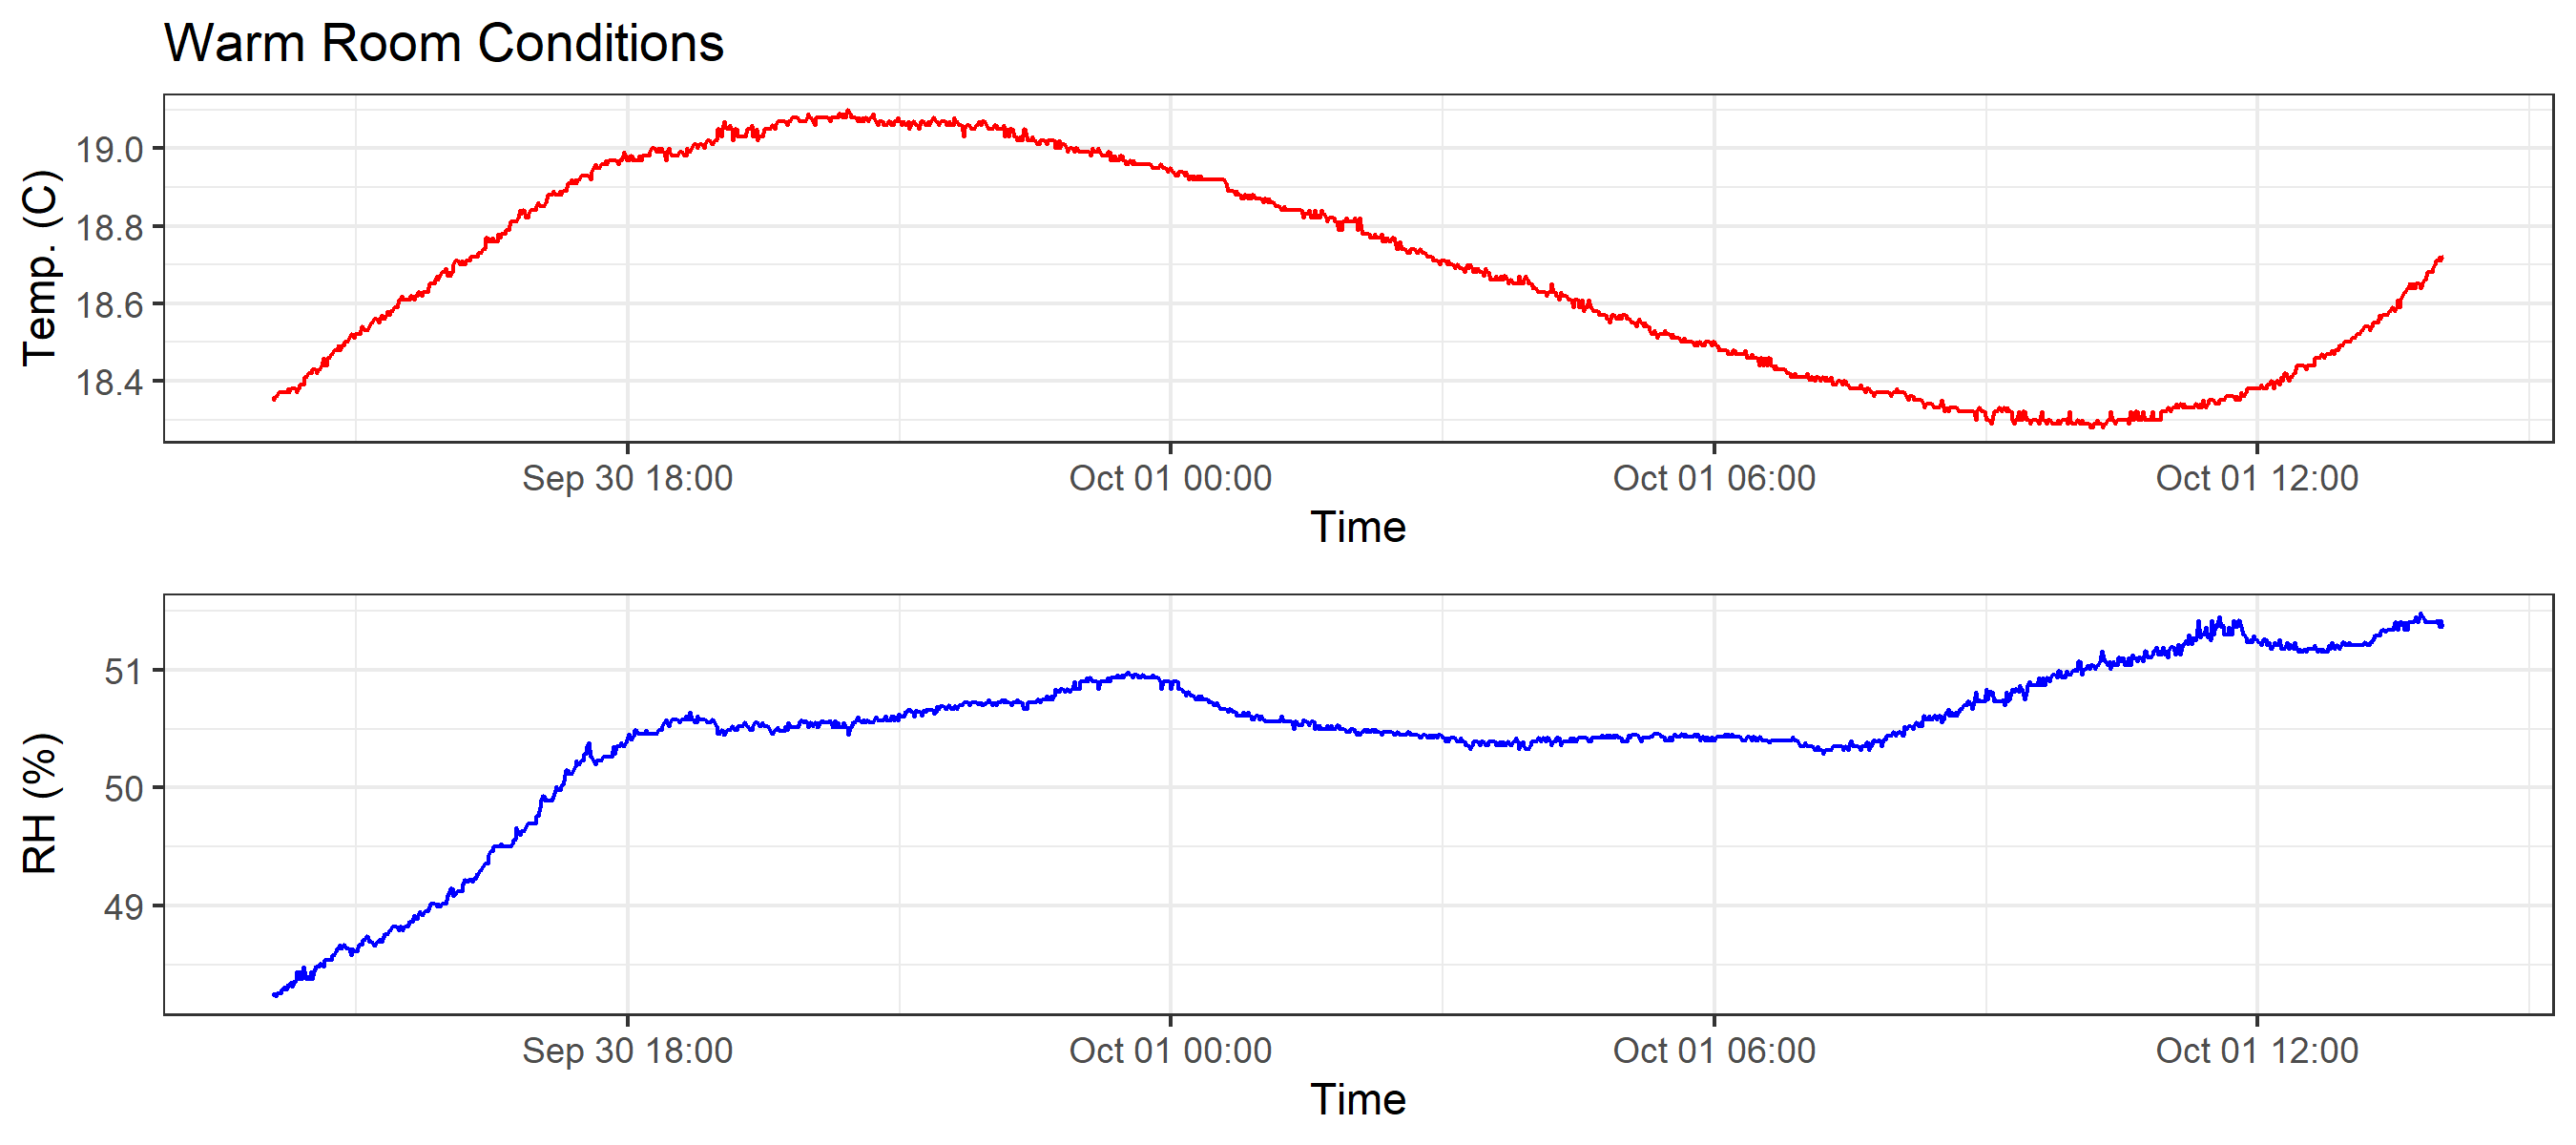 Warm Room Conditions
Temp. (C)
19.0
18.8
18.6
18.4
Sep 30 18:00 Oct 01 00:00 Oct 01 06:00 Oct 01 12:00
Time
RH (%)
51
50
49
Sep 30 18:00 Oct 01 00:00 Oct 01 06:00 Oct 01 12:00
Time